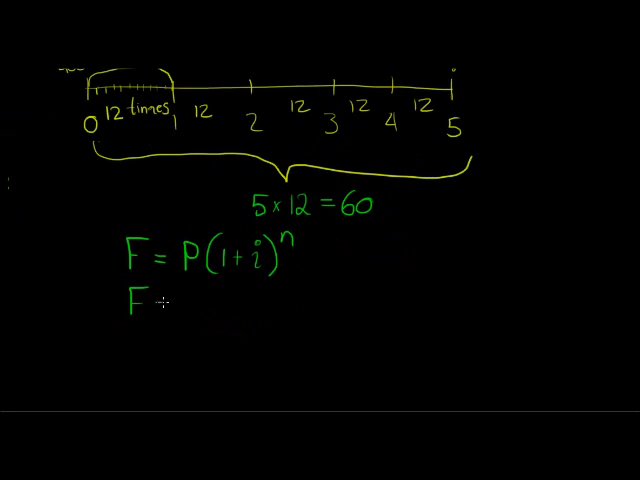 12 times 12 12 12 12
0 1 2 3 4 5
5 × 12 = 60
F = P(1 + i)^n
F =